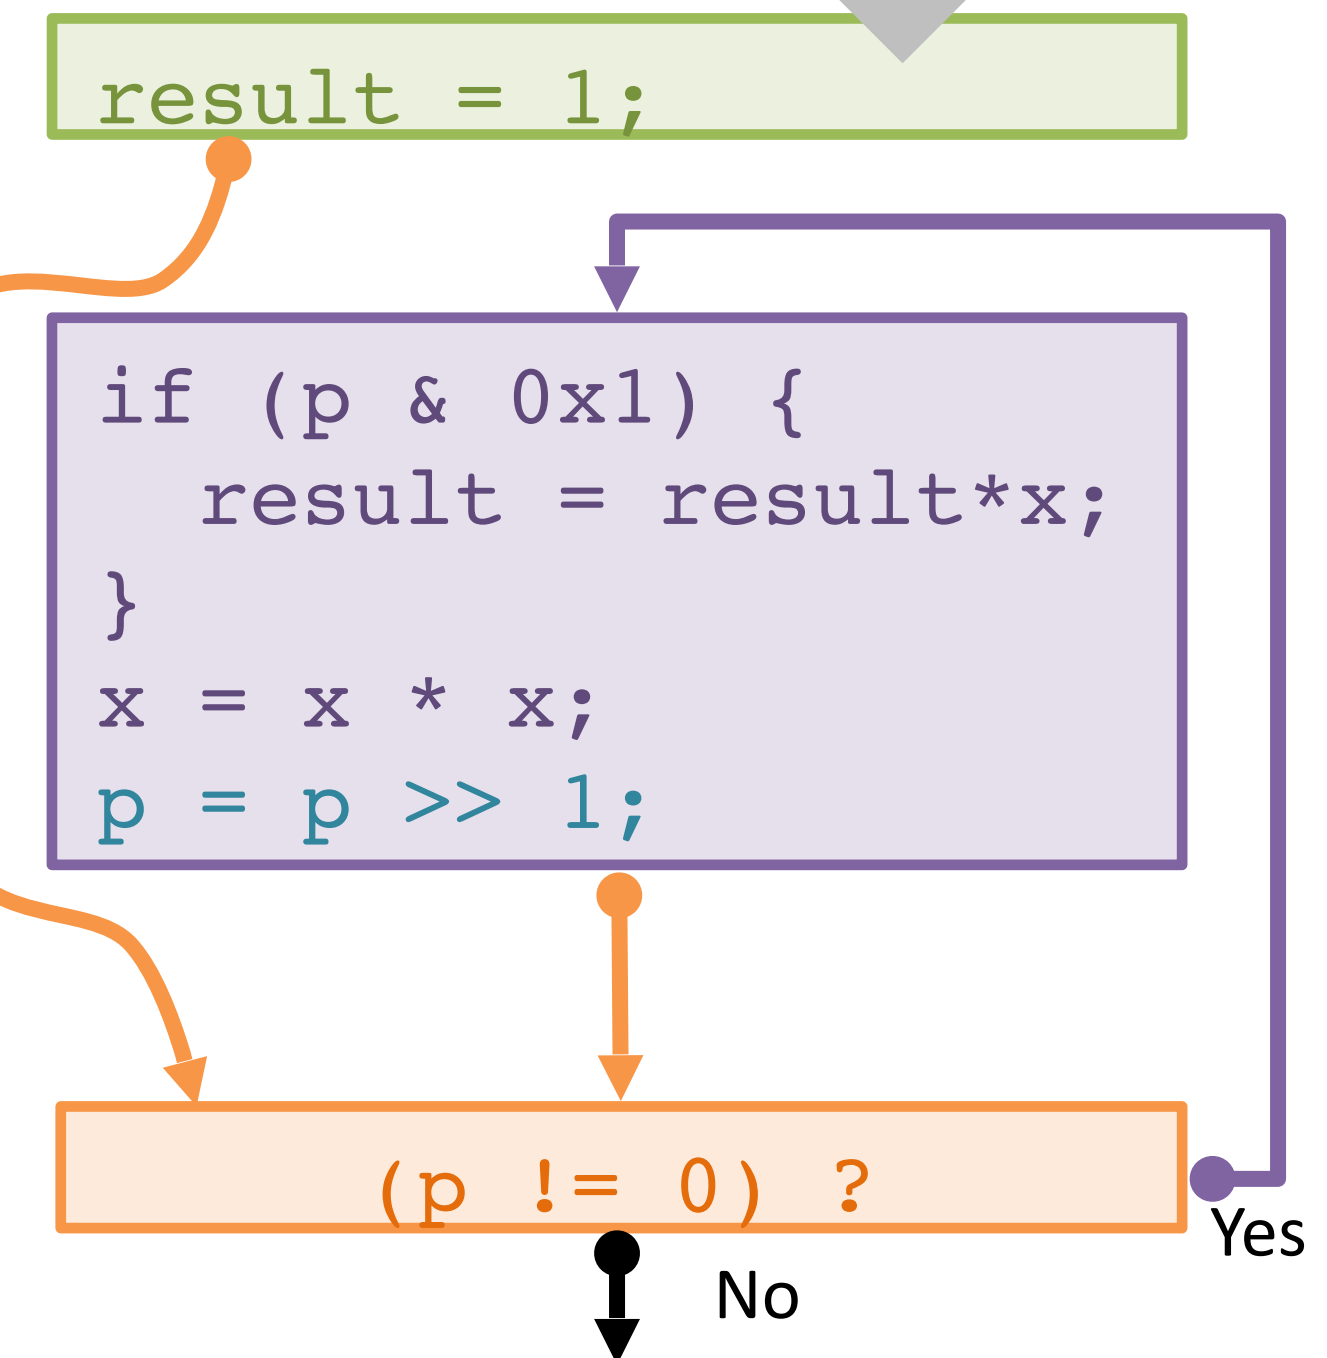 result = 1;
if (p & 0x1) {
  result = result*x;
}
x = x * x;
p = p >> 1;
(p != 0) ?
Yes
No